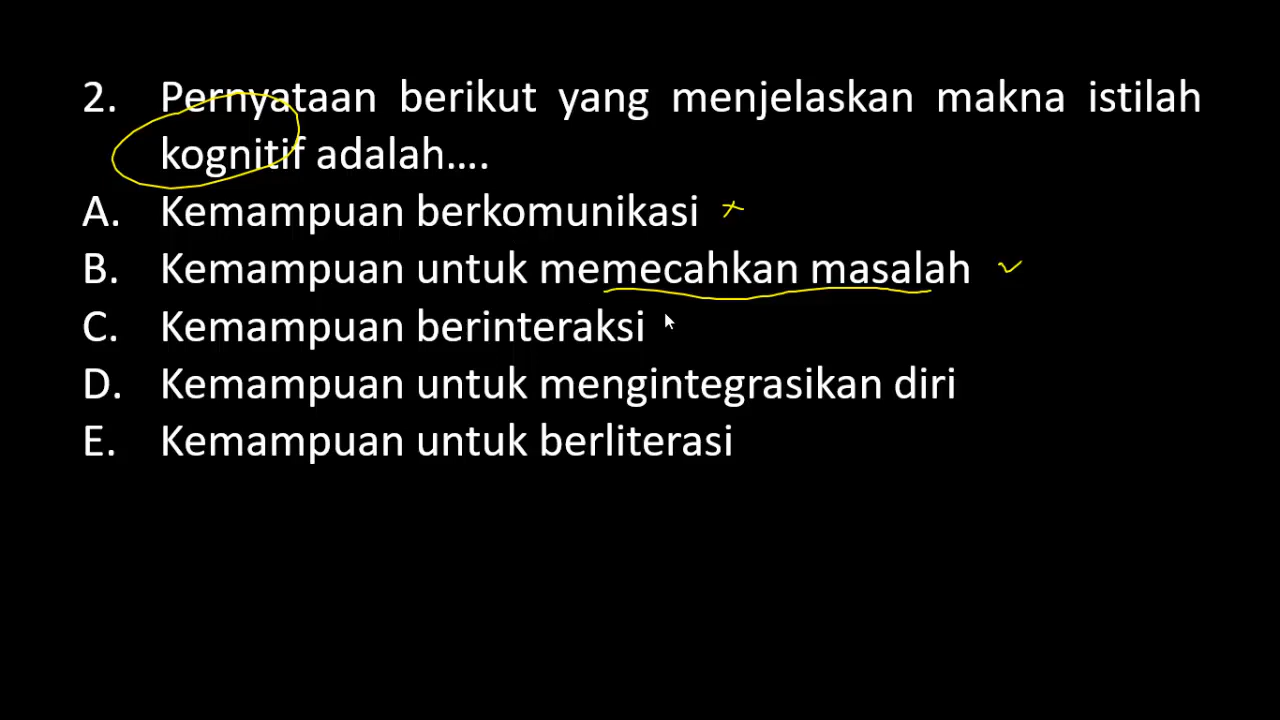 2. Pernyataan berikut yang menjelaskan makna istilah
kognitif adalah....
A. Kemampuan berkomunikasi
B. Kemampuan untuk memecahkan masalah
C. Kemampuan berinteraksi
D. Kemampuan untuk mengintegrasikan diri
E. Kemampuan untuk berliterasi